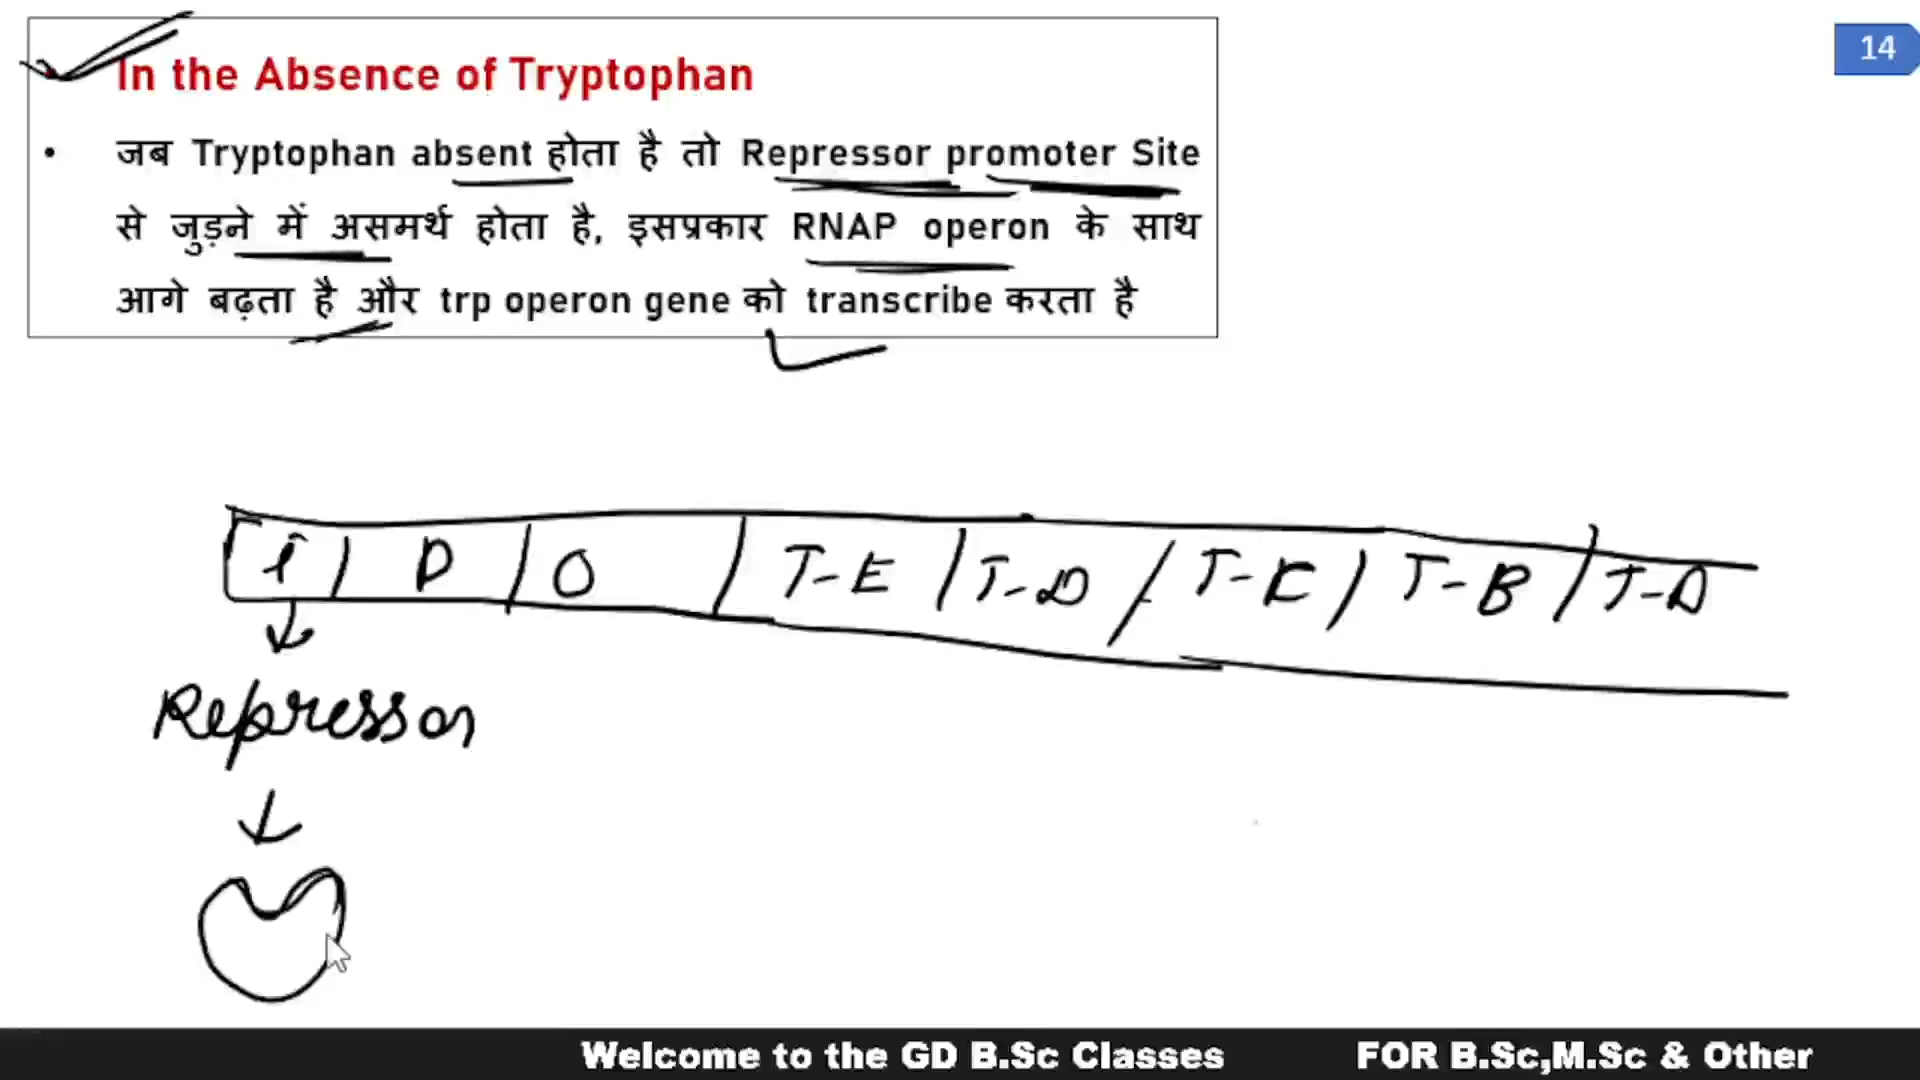 14
In the Absence of Tryptophan
• जब Tryptophan absent होता है तो Repressor promoter Site
से जुड़ने में असमर्थ होता है, इसप्रकार RNAP operon के साथ
आगे बढ़ता है और trp operon gene को transcribe करता है
P O T-E T-D T-C T-B T-A
Repressor
Welcome to the GD B.Sc Classes FOR B.Sc,M.Sc & Other